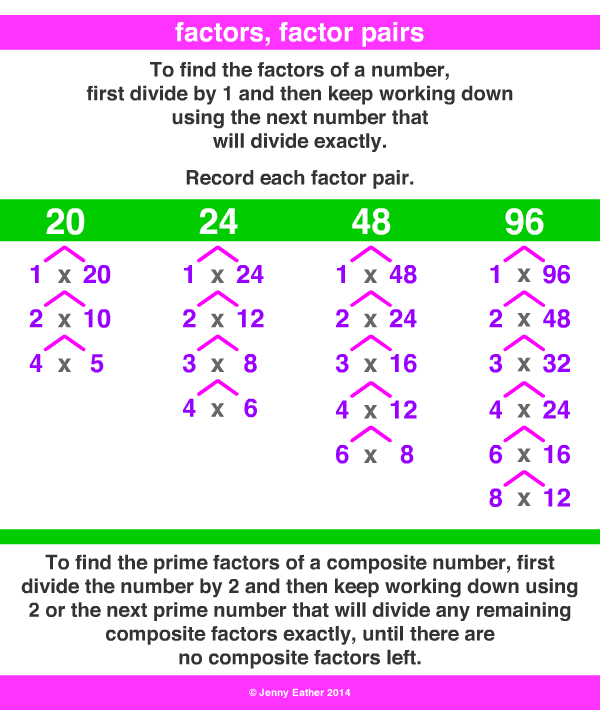 factors, factor pairs
To find the factors of a number,
first divide by 1 and then keep working down
using the next number that
will divide exactly.
Record each factor pair.
20 24 48 96
1 x 20 1 x 24 1 x 48 1 x 96
2 x 10 2 x 12 2 x 24 2 x 48
4 x 5 3 x 8 3 x 16 3 x 32
4 x 6 4 x 12 4 x 24
6 x 8 6 x 16
8 x 12
To find the prime factors of a composite number, first
divide the number by 2 and then keep working down using
2 or the next prime number that will divide any remaining
composite factors exactly, until there are
no composite factors left.
© Jenny Eather 2014